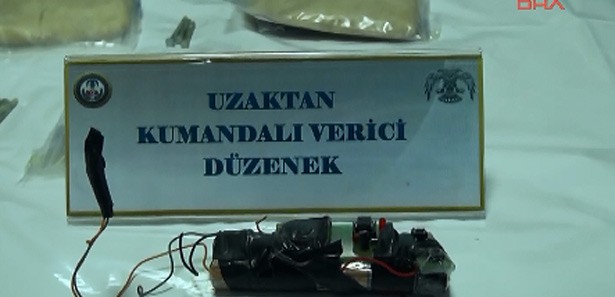 DHA
UZAKTAN
KUMANDALI VERİCİ
DÜZENEK